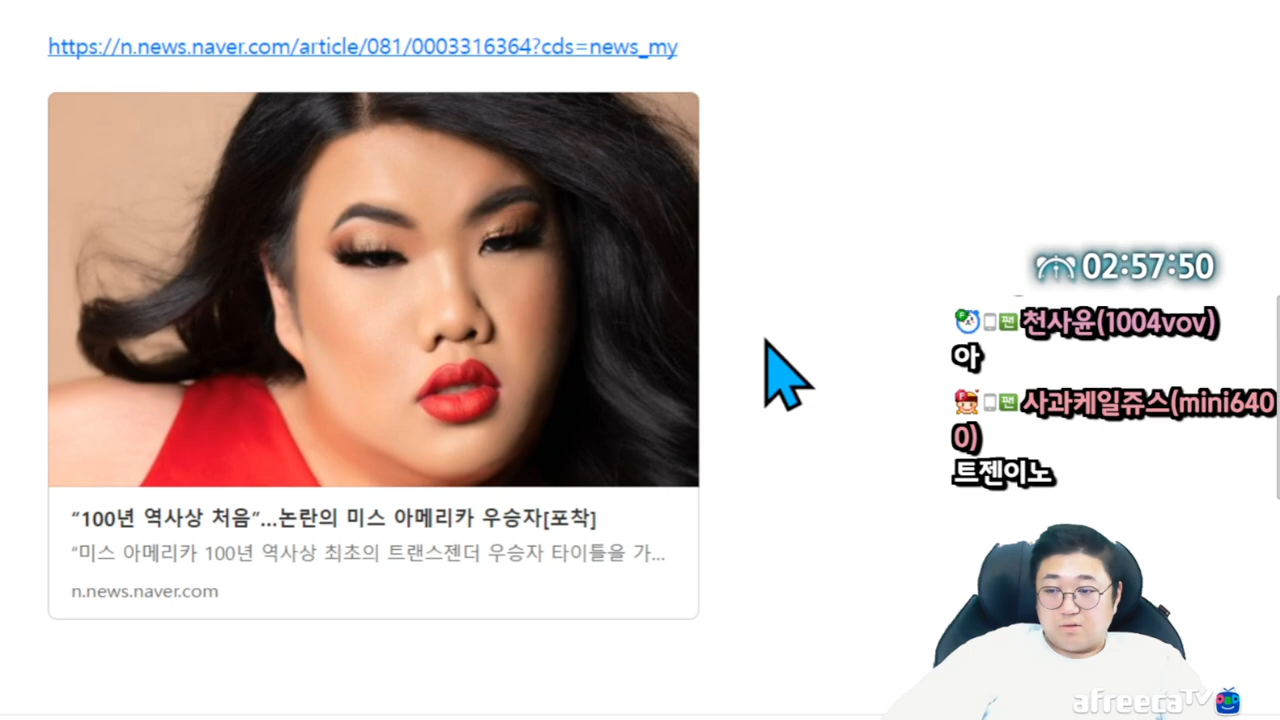 https://n.news.naver.com/article/081/0003316364?cds=news_my
“100년 역사상 처음”...논란의 미스 아메리카 우승자[포착]
“미스 아메리카 100년 역사상 최초의 트랜스젠더 우승자 타이틀을 가...
n.news.naver.com
02:57:50
팬 천사윤(1004vov)
아
팬 사과케일쥬스(mini640
0)
트젠이노
afreecaTV